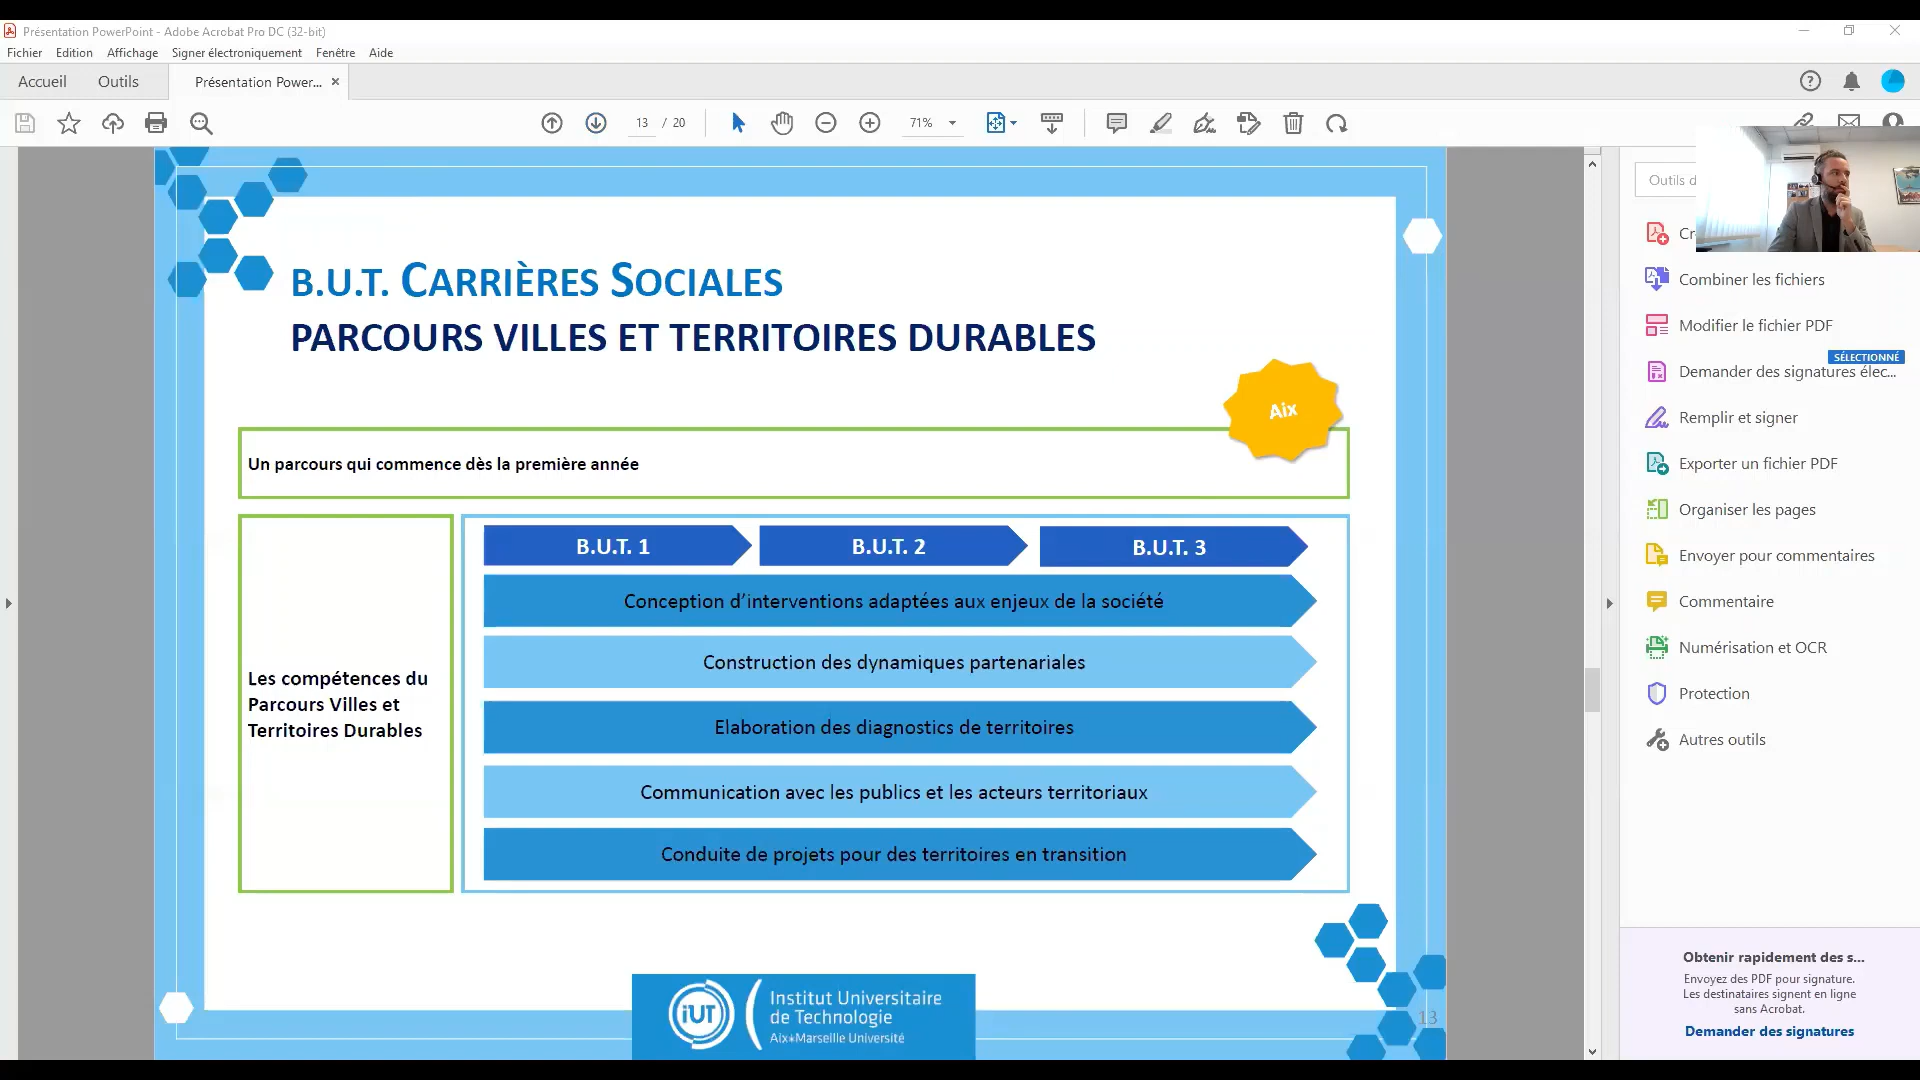 Présentation PowerPoint - Adobe Acrobat Pro DC (32-bit)
Fichier Edition Affichage Signer électroniquement Fenêtre Aide
Accueil Outils Présentation Power...
13 / 20 71%
Outils d
B.U.T. CARRIÈRES SOCIALES
PARCOURS VILLES ET TERRITOIRES DURABLES
Aix
Un parcours qui commence dès la première année
Les compétences du
Parcours Villes et
Territoires Durables
B.U.T. 1 B.U.T. 2 B.U.T. 3
Conception d'interventions adaptées aux enjeux de la société
Construction des dynamiques partenariales
Elaboration des diagnostics de territoires
Communication avec les publics et les acteurs territoriaux
Conduite de projets pour des territoires en transition
iUT
Institut Universitaire
de Technologie
Aix*Marseille Université
13
Cr
Combiner les fichiers
Modifier le fichier PDF
SÉLECTIONNÉ
Demander des signatures élec...
Remplir et signer
Exporter un fichier PDF
Organiser les pages
Envoyer pour commentaires
Commentaire
Numérisation et OCR
Protection
Autres outils
Obtenir rapidement des s...
Envoyez des PDF pour signature.
Les destinataires signent en ligne
sans Acrobat.
Demander des signatures